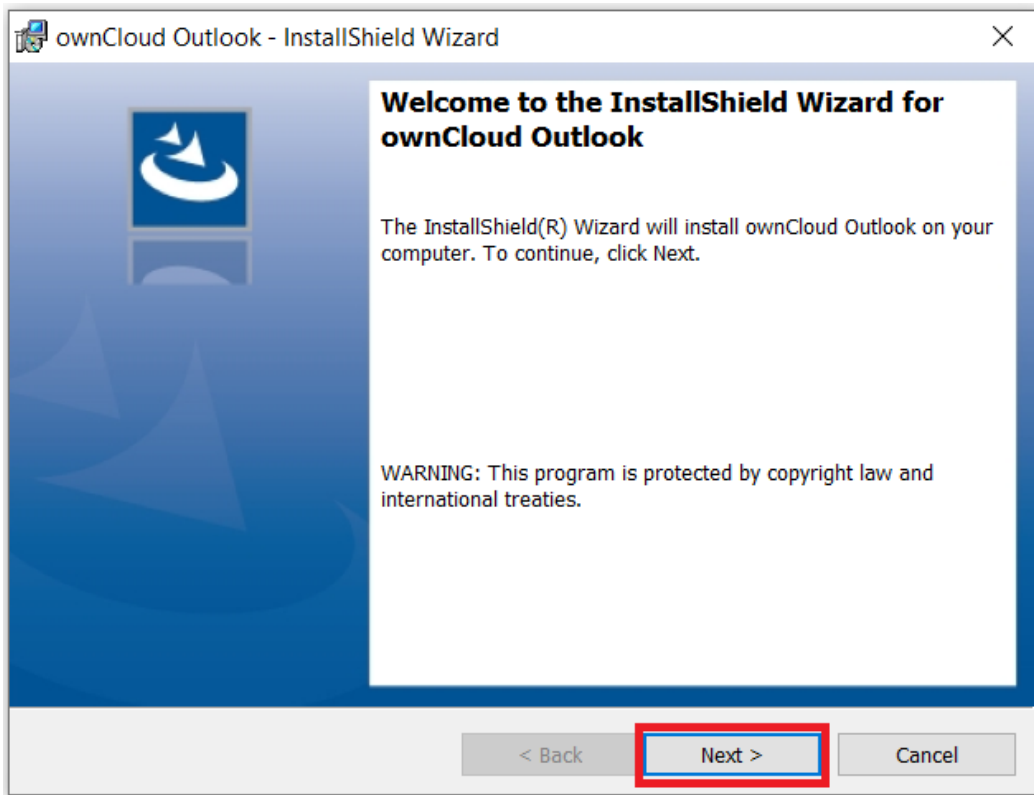 ownCloud Outlook - InstallShield Wizard
Welcome to the InstallShield Wizard for
ownCloud Outlook
The InstallShield(R) Wizard will install ownCloud Outlook on your
computer. To continue, click Next.
WARNING: This program is protected by copyright law and
international treaties.
< Back Next > Cancel